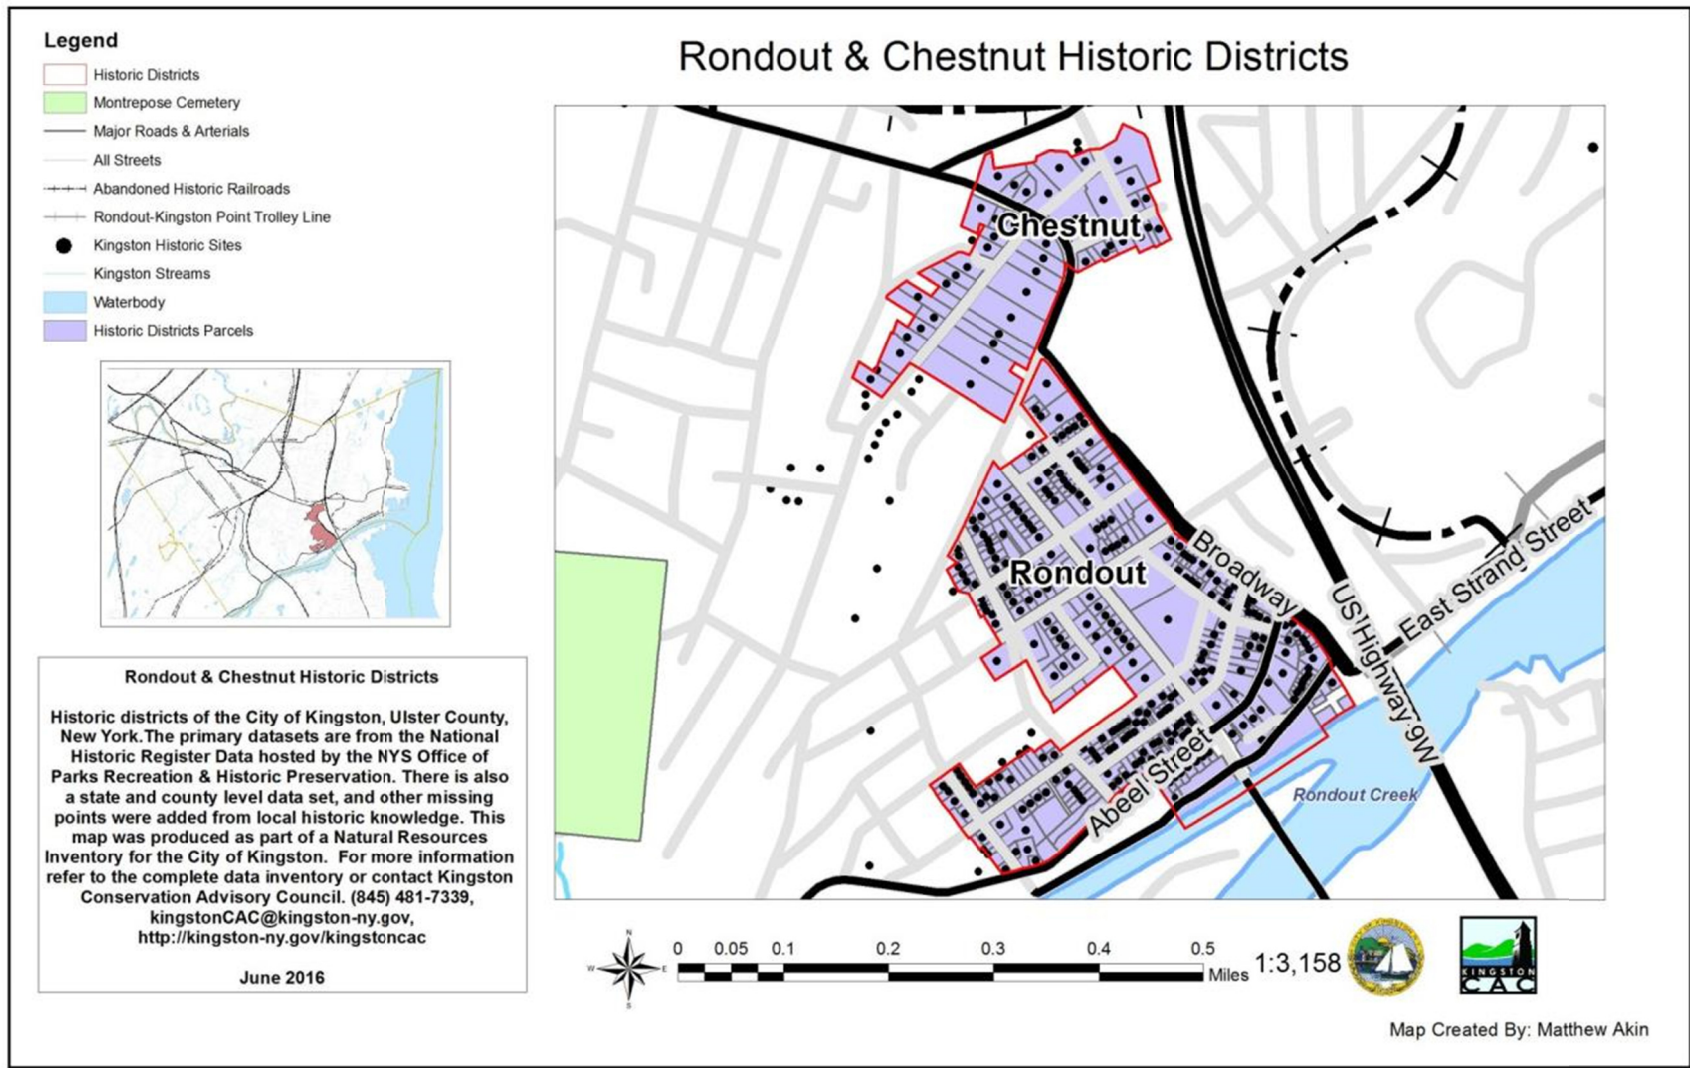 Legend
Historic Districts
Montrepose Cemetery
Major Roads & Arterials
All Streets
Abandoned Historic Railroads
Rondout-Kingston Point Trolley Line
Kingston Historic Sites
Kingston Streams
Waterbody
Historic Districts Parcels
Rondout & Chestnut Historic Districts
Historic districts of the City of Kingston, Ulster County,
New York.The primary datasets are from the National
Historic Register Data hosted by the NYS Office of
Parks Recreation & Historic Preservation. There is also
a state and county level data set, and other missing
points were added from local historic knowledge. This
map was produced as part of a Natural Resources
Inventory for the City of Kingston. For more information
refer to the complete data inventory or contact Kingston
Conservation Advisory Council. (845) 481-7339,
kingstonCAC@kingston-ny.gov,
http://kingston-ny.gov/kingstoncac
June 2016
Rondout & Chestnut Historic Districts
Chestnut
Rondout
Broadway
US Highway 9W
East Strand Street
Abeel Street
Rondout Creek
N
W
E
S
0 0.05 0.1 0.2 0.3 0.4 0.5
Miles
1:3,158
KINGSTON
CAC
Map Created By: Matthew Akin